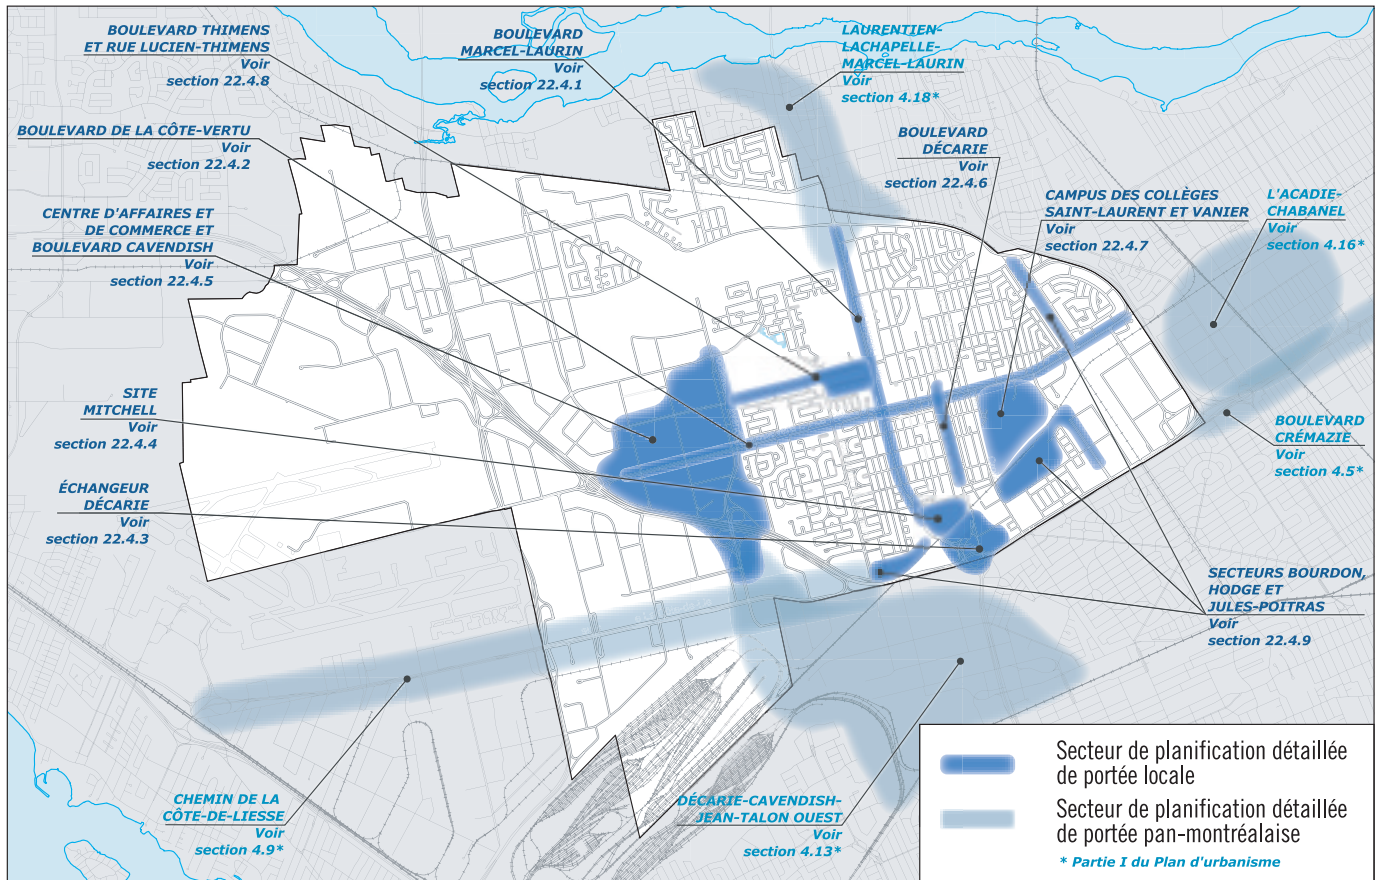 BOULEVARD THIMENS
ET RUE LUCIEN-THIMENS
Voir
section 22.4.8
BOULEVARD
MARCEL-LAURIN
Voir
section 22.4.1
LAURENTIEN-
LACHAPELLE-
MARCEL-LAURIN
Voir
section 4.18*
BOULEVARD DE LA CÔTE-VERTU
Voir
section 22.4.2
BOULEVARD
DÉCARIE
Voir
section 22.4.6
CAMPUS DES COLLÈGES
SAINT-LAURENT ET VANIER
Voir
section 22.4.7
L'ACADIE-
CHABANEL
Voir
section 4.16*
CENTRE D'AFFAIRES ET
DE COMMERCE ET
BOULEVARD CAVENDISH
Voir
section 22.4.5
SITE
MITCHELL
Voir
section 22.4.4
BOULEVARD
CRÉMAZIE
Voir
section 4.5*
ÉCHANGEUR
DÉCARIE
Voir
section 22.4.3
SECTEURS BOURDON,
HODGE ET
JULES-POITRAS
Voir
section 22.4.9
CHEMIN DE LA
CÔTE-DE-LIESSE
Voir
section 4.9*
DÉCARIE-CAVENDISH-
JEAN-TALON OUEST
Voir
section 4.13*
Secteur de planification détaillée
de portée locale
Secteur de planification détaillée
de portée pan-montréalaise
* Partie I du Plan d'urbanisme